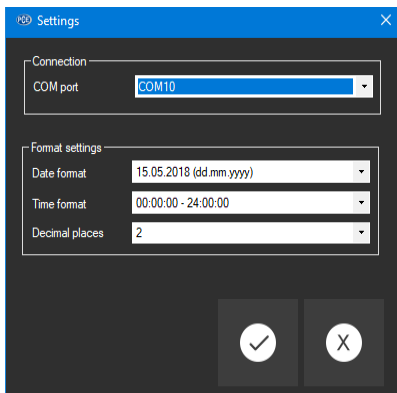 PCE Settings
Connection
COM port COM10
Format settings
Date format 15.05.2018 (dd.mm.yyyy)
Time format 00:00:00 - 24:00:00
Decimal places 2
X